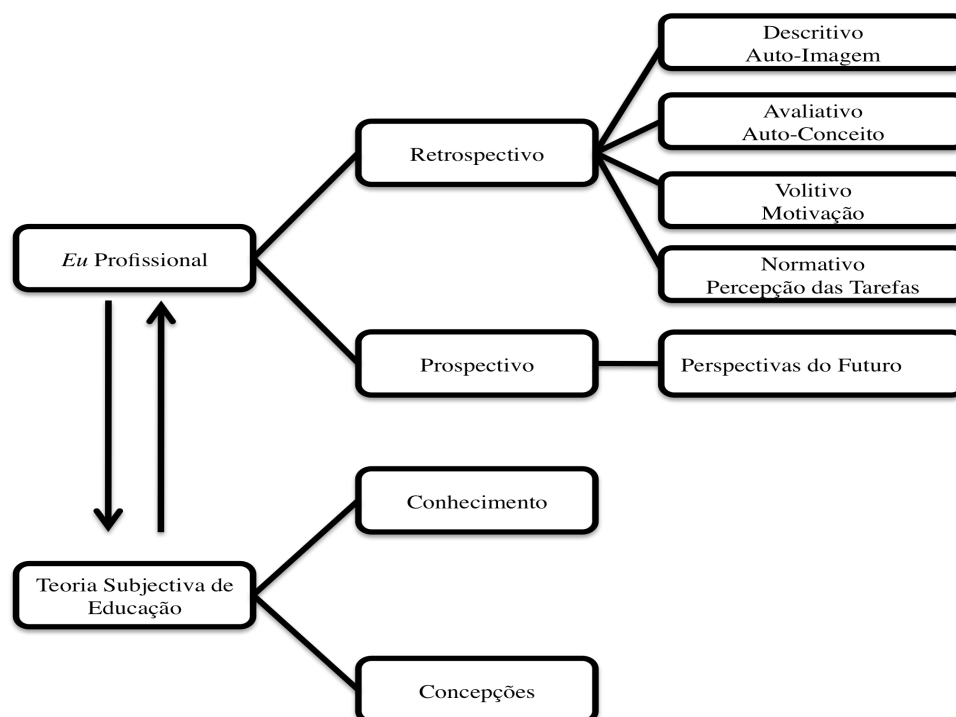 Descritivo
Auto-Imagem
Avaliativo
Auto-Conceito
Retrospectivo
Volitivo
Motivação
Eu Profissional
Normativo
Percepção das Tarefas
Prospectivo
Perspectivas do Futuro
Conhecimento
Teoria Subjectiva de
Educação
Concepções